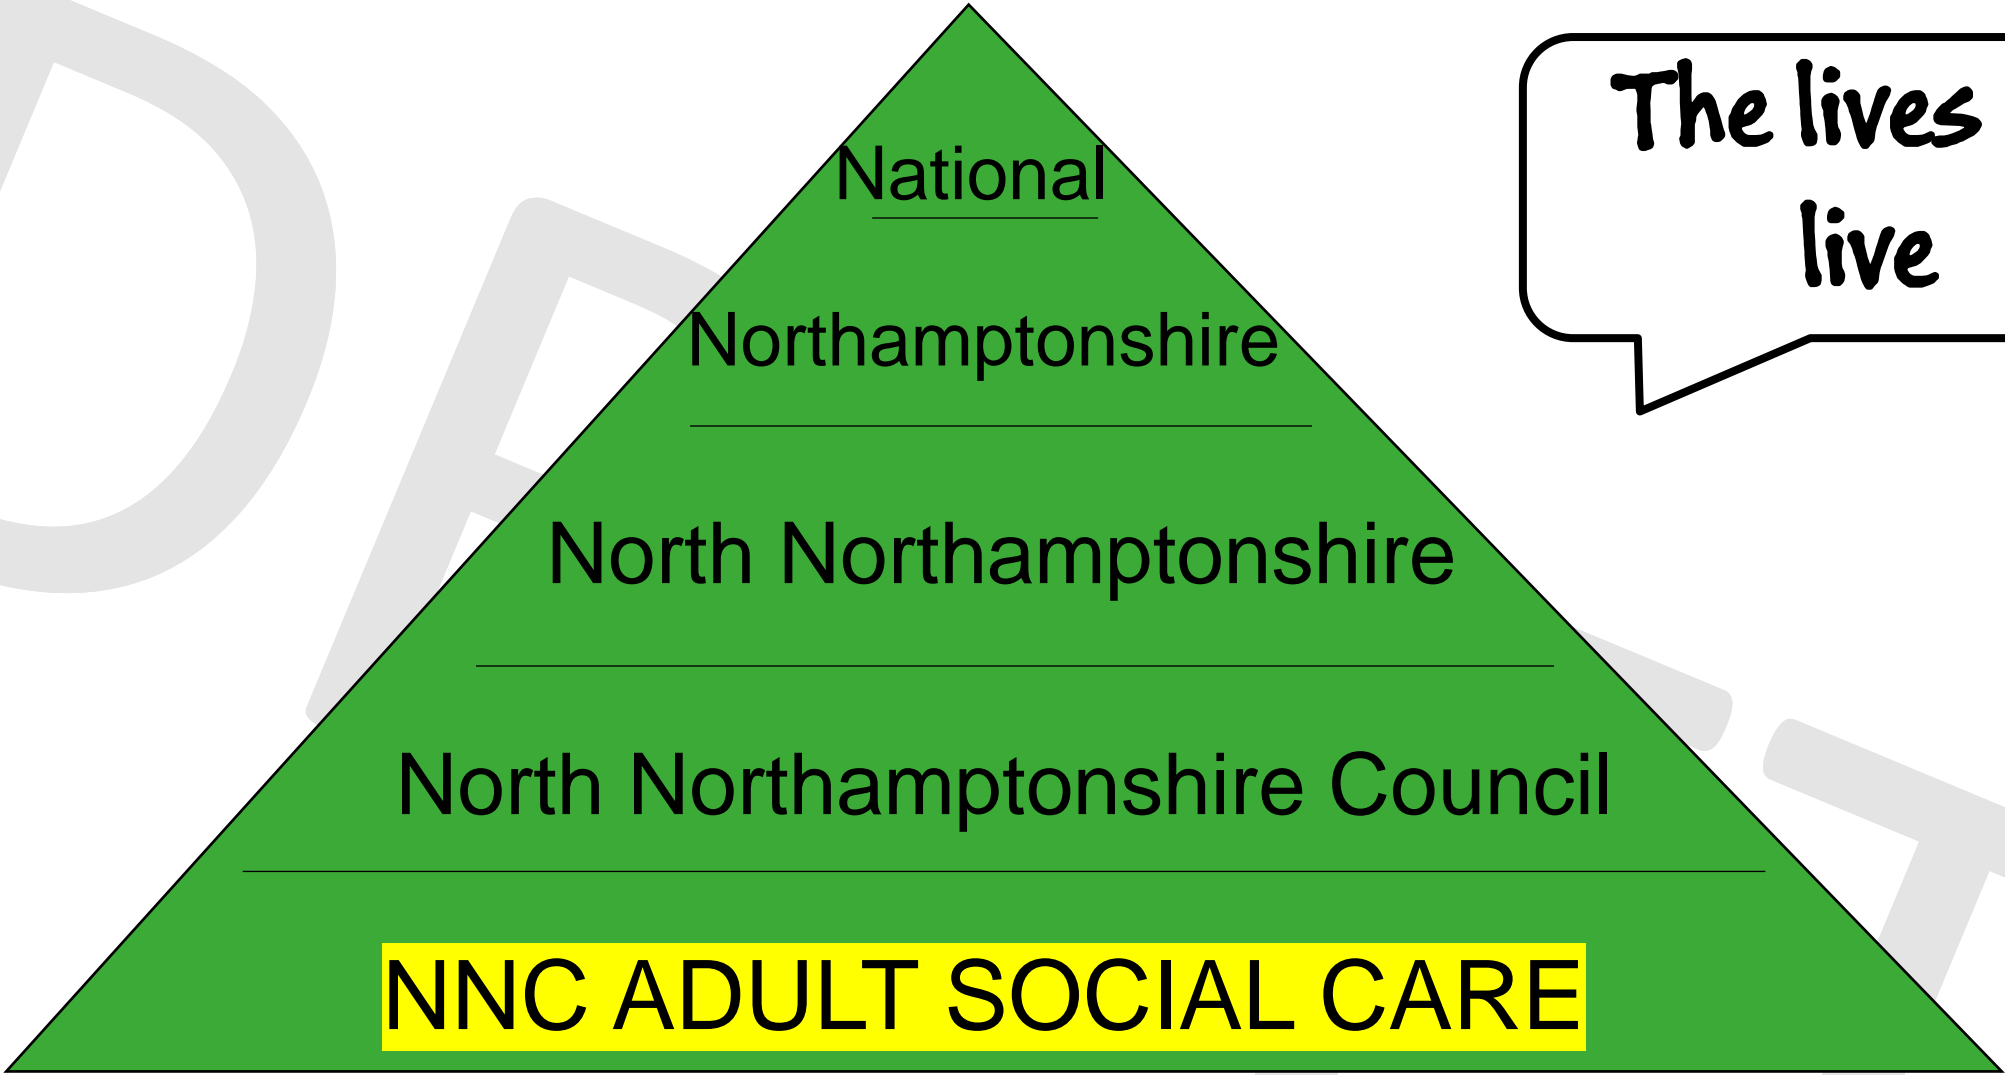 National
Northamptonshire
North Northamptonshire
North Northamptonshire Council
NNC ADULT SOCIAL CARE
The lives
live